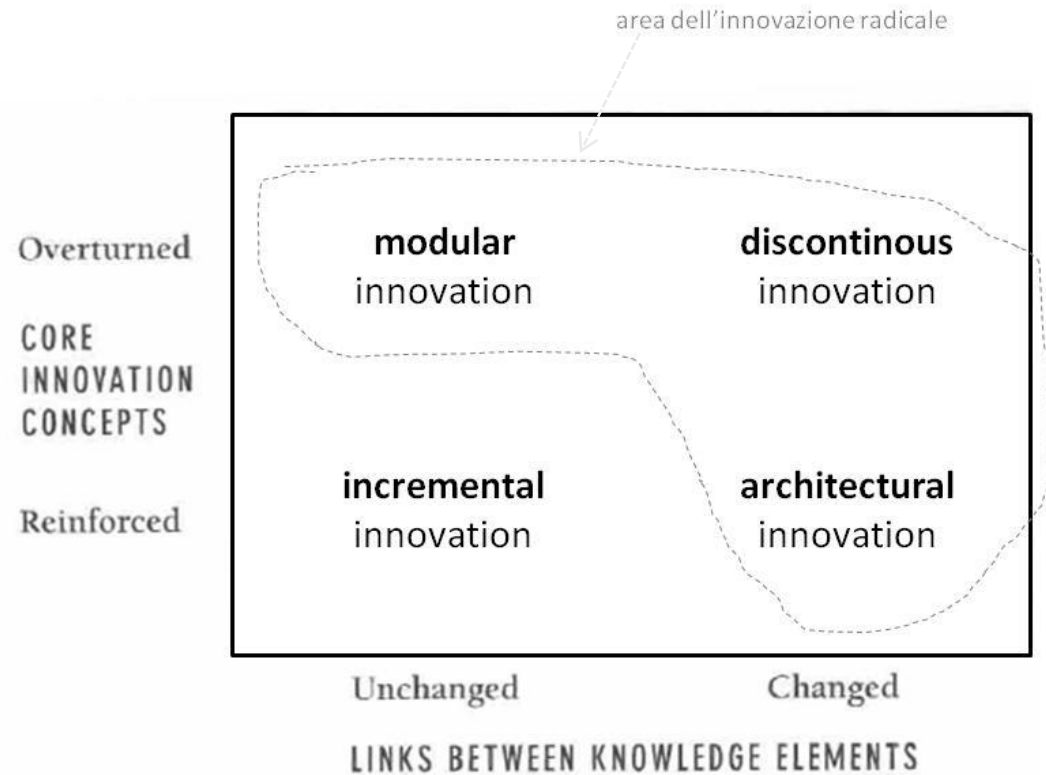 area dell'innovazione radicale
Overturned
modular
innovation
discontinous
innovation
CORE
INNOVATION
CONCEPTS
incremental
innovation
architectural
innovation
Reinforced
Unchanged
Changed
LINKS BETWEEN KNOWLEDGE ELEMENTS